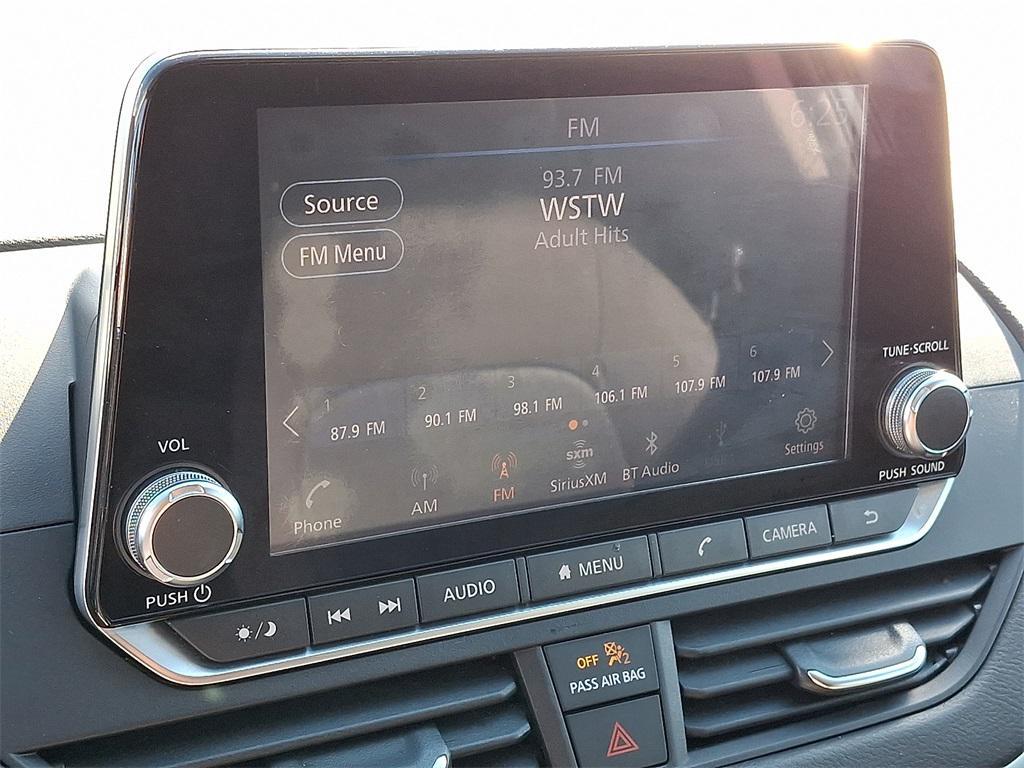 FM
6:25
93.7 FM
WSTW
Adult Hits
Source
FM Menu
1 2 3 4 5 6
87.9 FM 90.1 FM 98.1 FM 106.1 FM 107.9 FM 107.9 FM
Phone AM FM sxm SiriusXM BT Audio Settings
VOL
PUSH
TUNE·SCROLL
PUSH SOUND
AUDIO MENU CAMERA
OFF 2
PASS AIR BAG